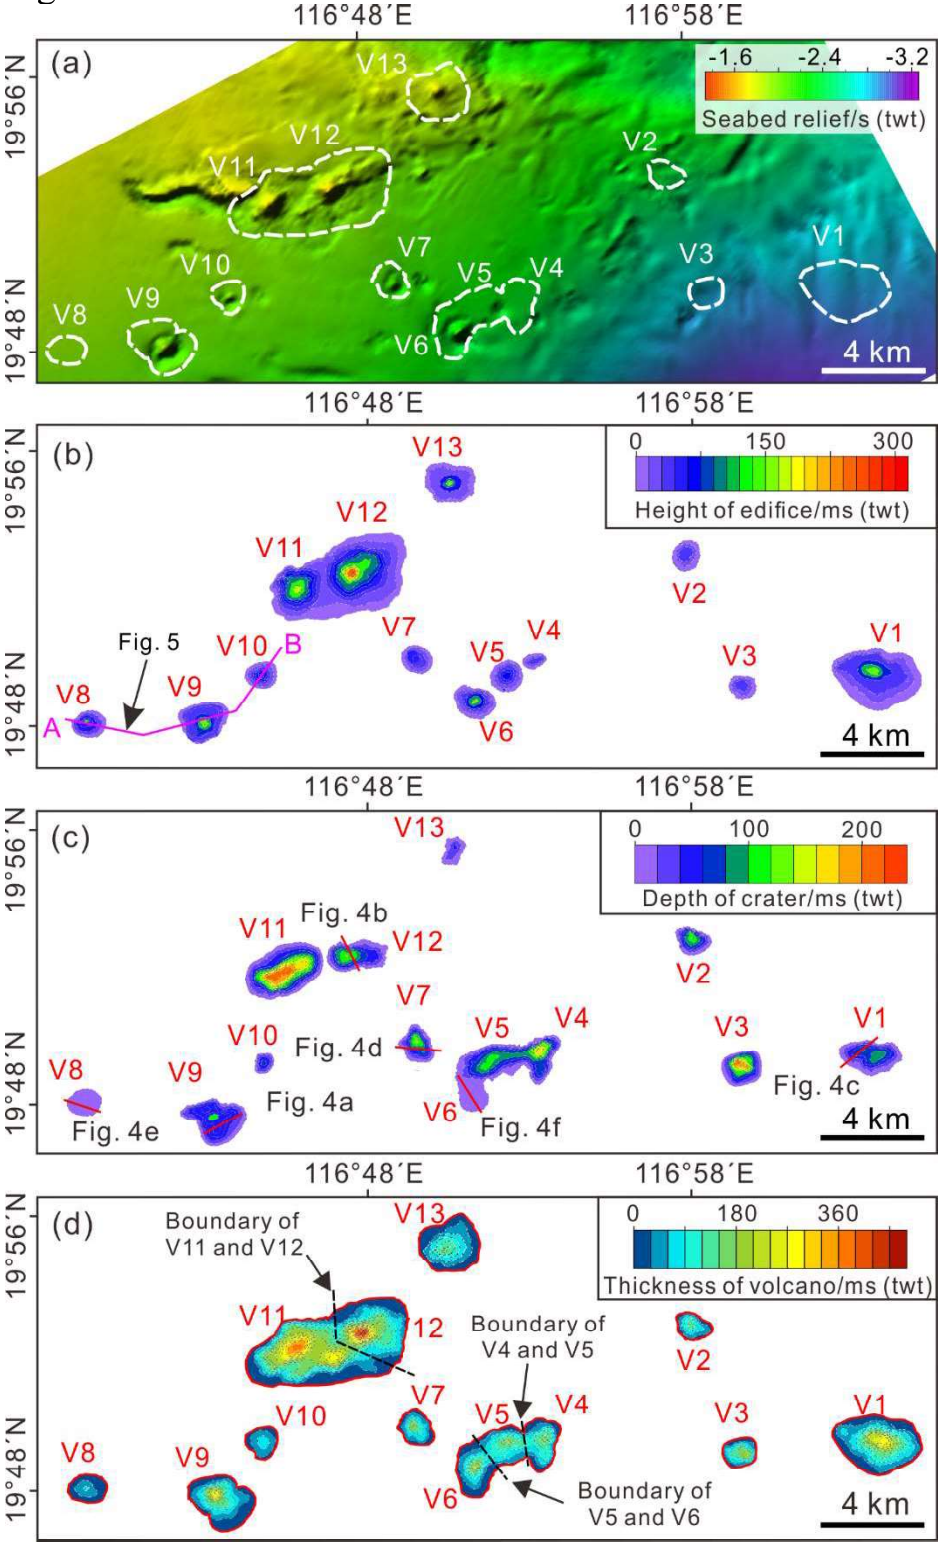 116°48′E
116°58′E
(a)
19°56′N
19°48′N
-1.6
-2.4
-3.2
Seabed relief/s (twt)
V13
V12
V11
V2
V10
V7
V5
V4
V3
V1
V8
V9
V6
4 km
116°48′E
116°58′E
(b)
19°56′N
19°48′N
0
150
300
Height of edifice/ms (twt)
V13
V12
V11
V2
Fig. 5
V10
B
V7
V5
V4
V3
V1
V8
V9
A
V6
4 km
116°48′E
116°58′E
(c)
19°56′N
19°48′N
0
100
200
Depth of crater/ms (twt)
V13
Fig. 4b
V11
V12
V2
V7
V10
Fig. 4d
V5
V4
V3
V1
V8
V9
Fig. 4a
Fig. 4c
V6
Fig. 4e
Fig. 4f
4 km
116°48′E
116°58′E
(d)
19°56′N
19°48′N
0
180
360
Thickness of volcano/ms (twt)
Boundary of
V11 and V12
V13
V11
12
Boundary of
V4 and V5
V2
V7
V10
V5
V4
V3
V1
V8
V9
V6
Boundary of
V5 and V6
4 km